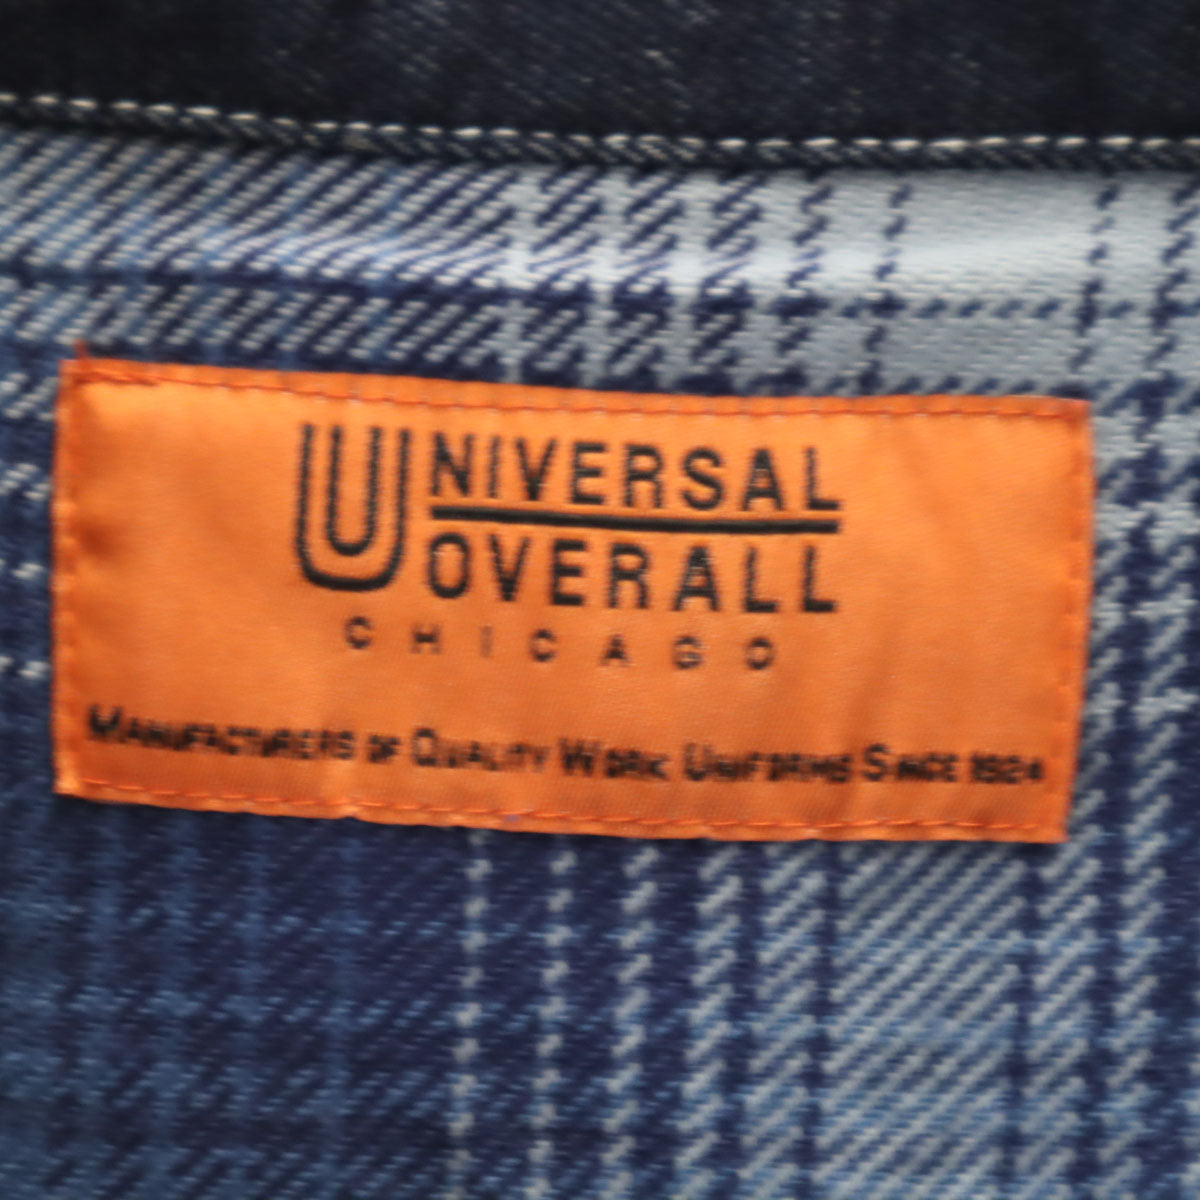 UNIVERSAL
OVERALL
CHICAGO
MANUFACTURERS OF QUALITY WORK UNIFORMS SINCE 1924